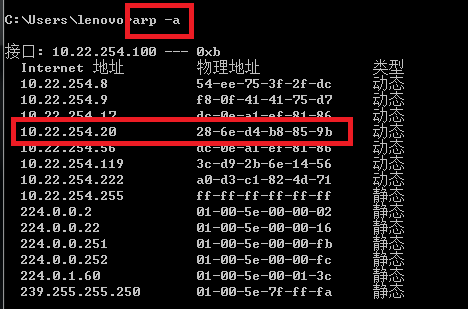 C:\Users\lenovo>arp -a
接口: 10.22.254.100 --- 0xb
Internet 地址 物理地址 类型
10.22.254.8 54-ee-75-3f-2f-dc 动态
10.22.254.9 f8-0f-41-41-75-d7 动态
10.22.254.17 dc-0e-a1-ef-81-86 动态
10.22.254.20 28-6e-d4-b8-85-9b 动态
10.22.254.56 dc-0e-a1-ef-81-86 动态
10.22.254.119 3c-d9-2b-6e-14-56 动态
10.22.254.222 a0-d3-c1-82-4d-71 动态
10.22.254.255 ff-ff-ff-ff-ff-ff 静态
224.0.0.2 01-00-5e-00-00-02 静态
224.0.0.22 01-00-5e-00-00-16 静态
224.0.0.251 01-00-5e-00-00-fb 静态
224.0.0.252 01-00-5e-00-00-fc 静态
224.0.1.60 01-00-5e-00-01-3c 静态
239.255.255.250 01-00-5e-7f-ff-fa 静态